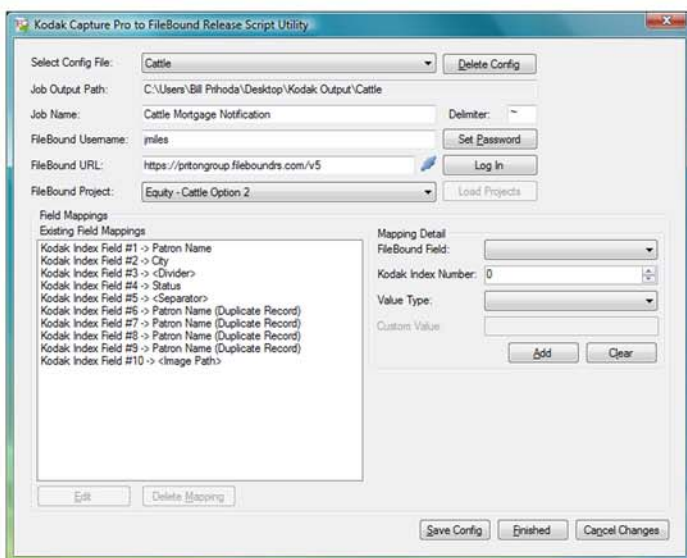 Kodak Capture Pro to FileBound Release Script Utility
Select Config File: Cattle Delete Config
Job Output Path: C:\Users\Bill Prihoda\Desktop\Kodak Output\Cattle
Job Name: Cattle Mortgage Notification Delimiter: ~
FileBound Username: jmiles Set Password
FileBound URL: https://pritongroup.fileboundrs.com/v5 Log In
FileBound Project: Equity - Cattle Option 2 Load Projects
Field Mappings
Existing Field Mappings
Kodak Index Field #1 -> Patron Name
Kodak Index Field #2 -> City
Kodak Index Field #3 -> <Divider>
Kodak Index Field #4 -> Status
Kodak Index Field #5 -> <Separator>
Kodak Index Field #6 -> Patron Name (Duplicate Record)
Kodak Index Field #7 -> Patron Name (Duplicate Record)
Kodak Index Field #8 -> Patron Name (Duplicate Record)
Kodak Index Field #9 -> Patron Name (Duplicate Record)
Kodak Index Field #10 -> <Image Path>
Mapping Detail
FileBound Field:
Kodak Index Number: 0
Value Type:
Custom Value
Add Clear
Edit Delete Mapping
Save Config Finished Cancel Changes